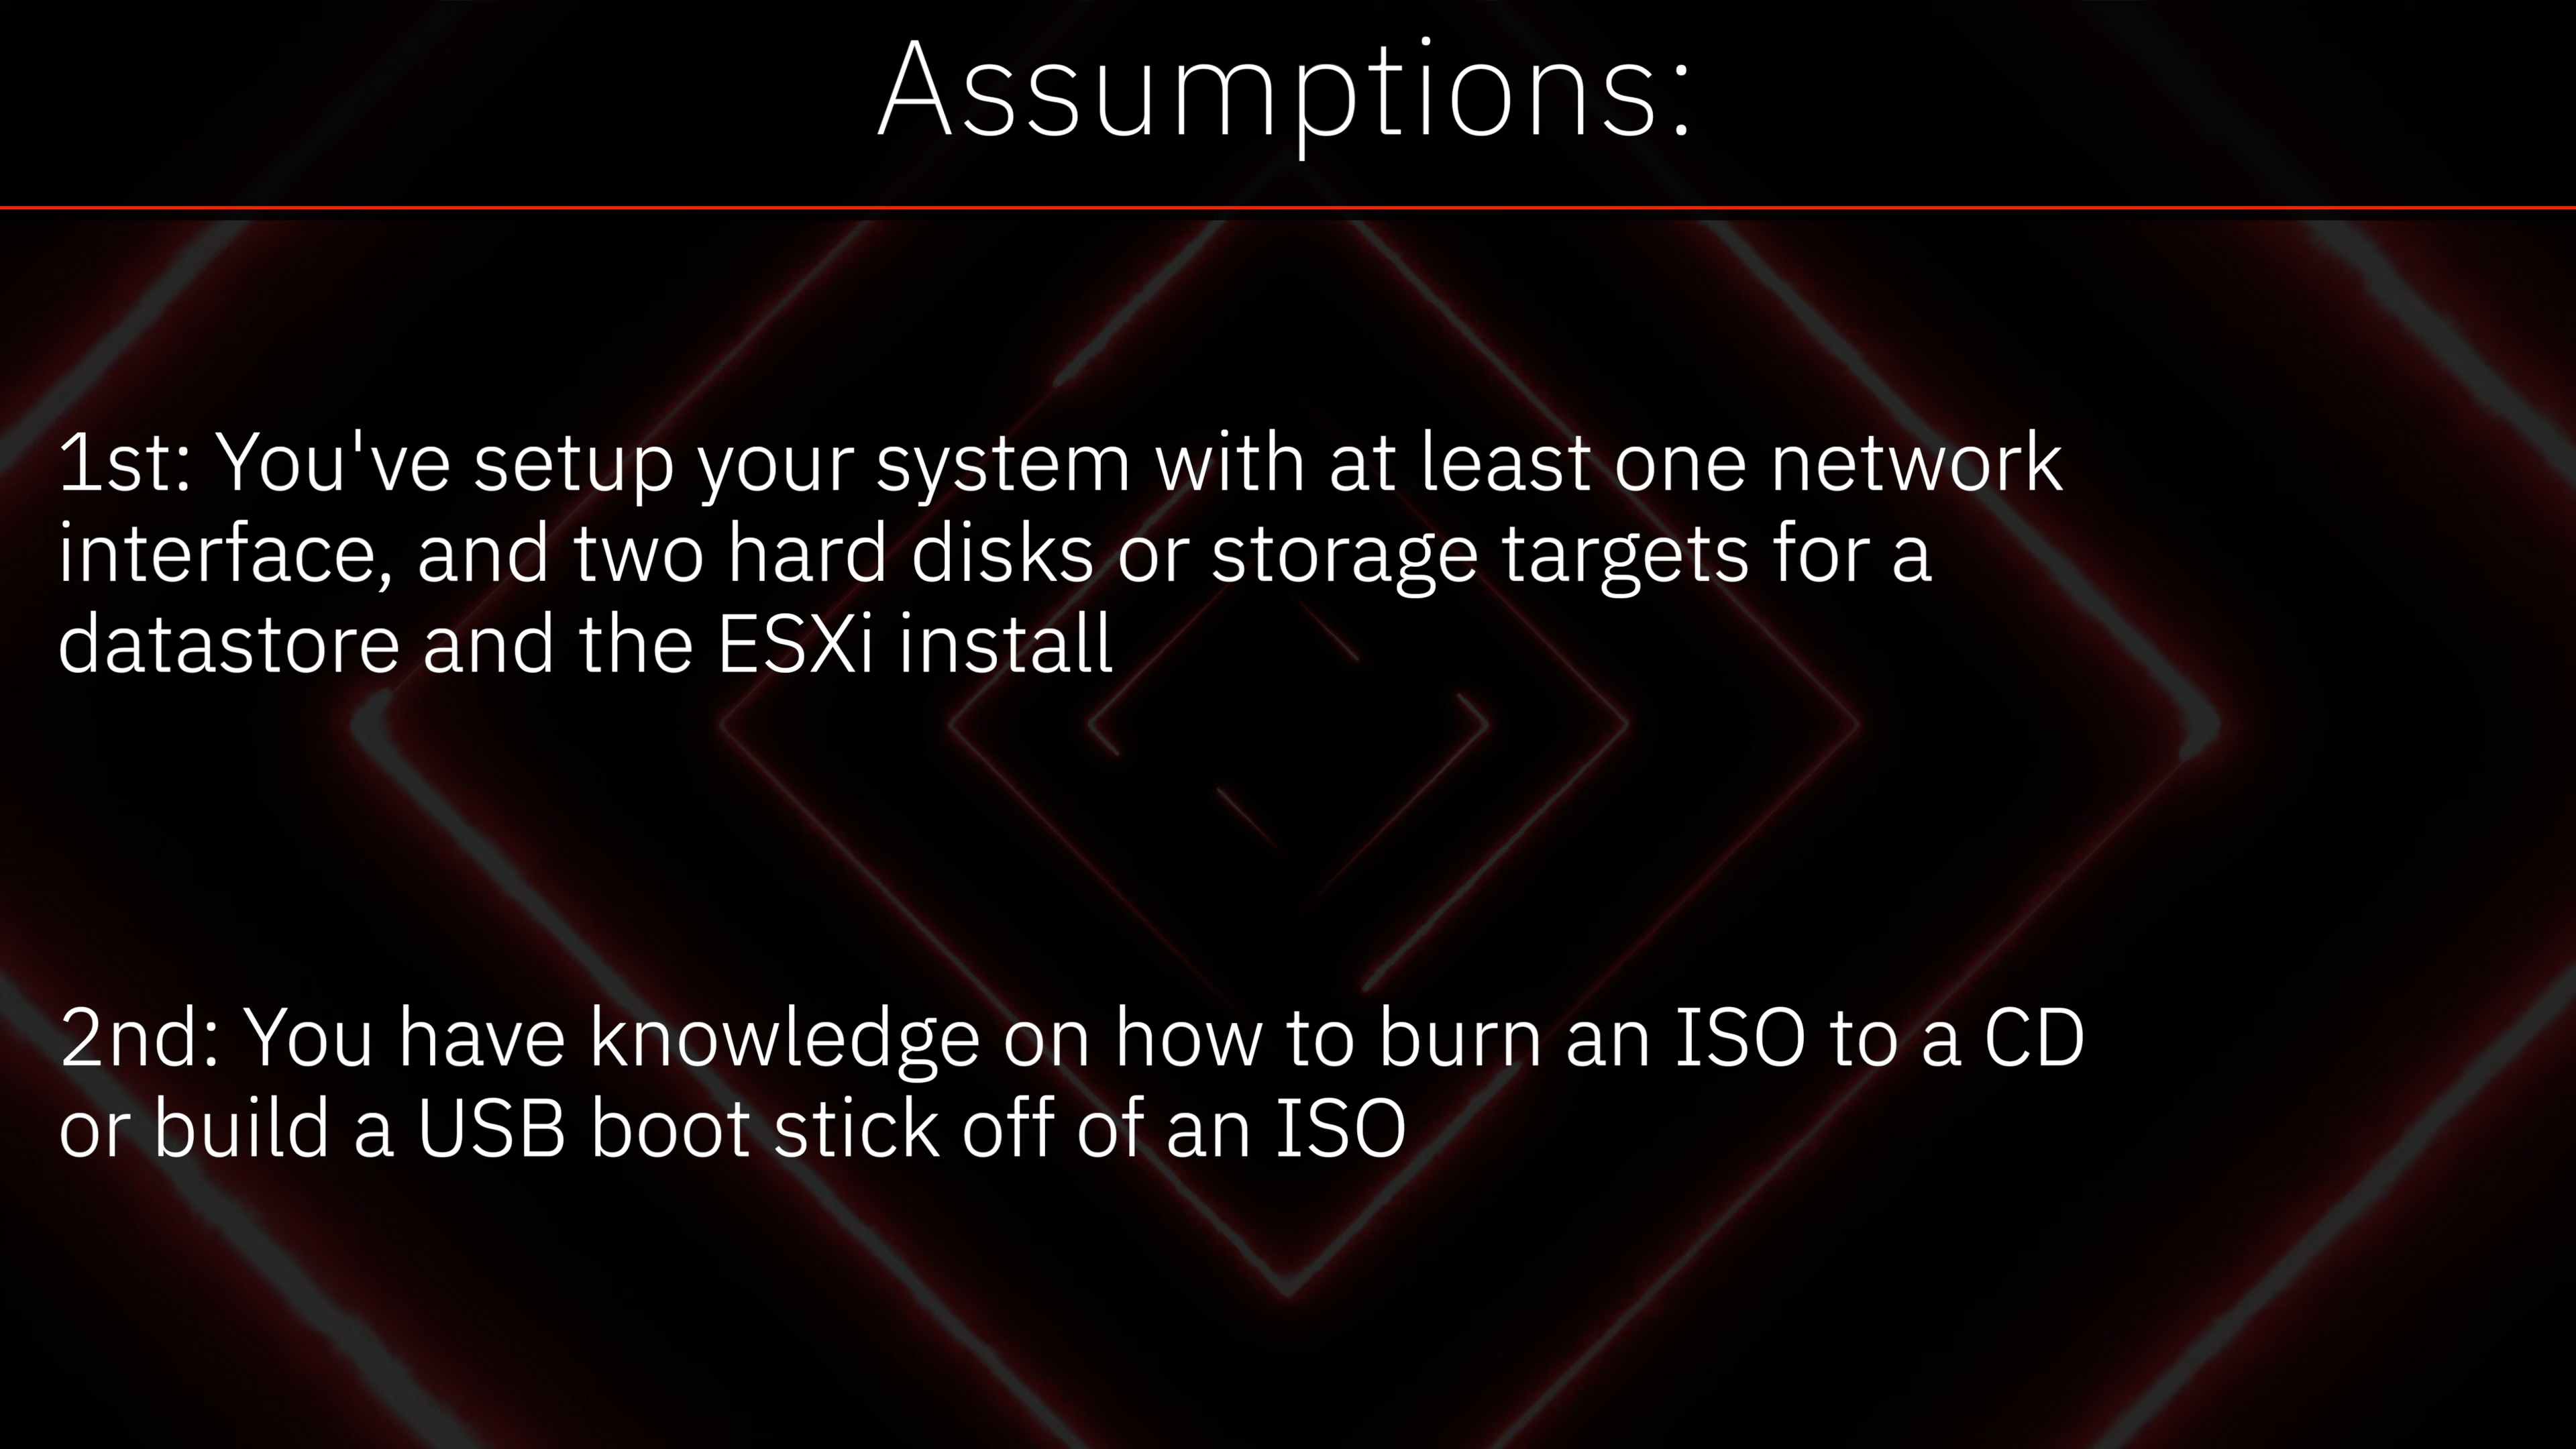 Assumptions:
1st: You've setup your system with at least one network
interface, and two hard disks or storage targets for a
datastore and the ESXi install
2nd: You have knowledge on how to burn an ISO to a CD
or build a USB boot stick off of an ISO